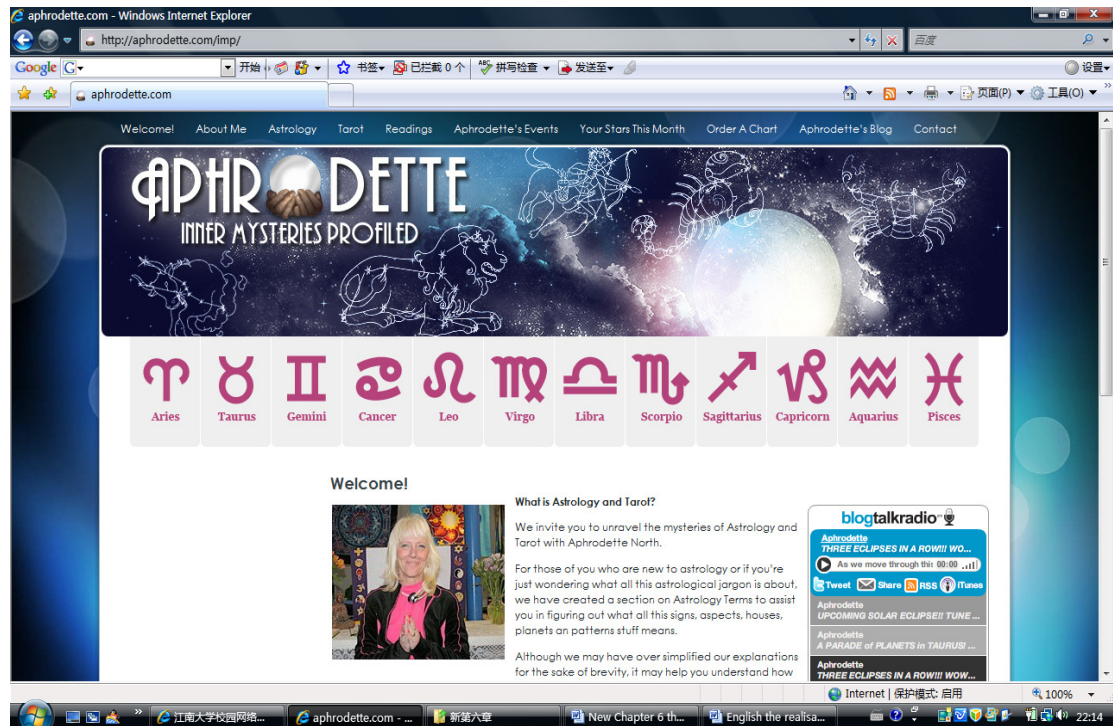 aphrodette.com - Windows Internet Explorer
http://aphrodette.com/imp/
百度
Google
开始
书签
已拦截 0 个
拼写检查
发送至
设置
aphrodette.com
页面(P)
工具(O)
Welcome! About Me Astrology Tarot Readings Aphrodette's Events Your Stars This Month Order A Chart Aphrodette's Blog Contact
APHRODETTE
INNER MYSTERIES PROFILED
Aries Taurus Gemini Cancer Leo Virgo Libra Scorpio Sagittarius Capricorn Aquarius Pisces
Welcome!
What is Astrology and Tarot?
We invite you to unravel the mysteries of Astrology and
Tarot with Aphrodette North.
For those of you who are new to
astrology or if you're
just wondering what all this astrological jargon is about,
we have created a section on Astrology Terms to assist
you in figuring out what all this signs, aspects, houses,
planets an patterns stuff means.
Although we may have over simplified our explanations
for the sake of brevity, it may help you understand how
blogtalkradio
Aphrodette
THREE ECLIPSES IN A ROW!!! WO...
As we move through thi: 00:00
Tweet Share RSS iTunes
Aphrodette
UPCOMING SOLAR ECLIPSE!! TUNE ...
Aphrodette
A PARADE of PLANETS in TAURUS! ...
Aphrodette
THREE ECLIPSES IN A ROW!!! WOW...
Internet | 保护模式: 启用
100%
江南大学校园网络...
aphrodette.com - ...
新第六章
New Chapter 6 th...
English the realisa...
22:14